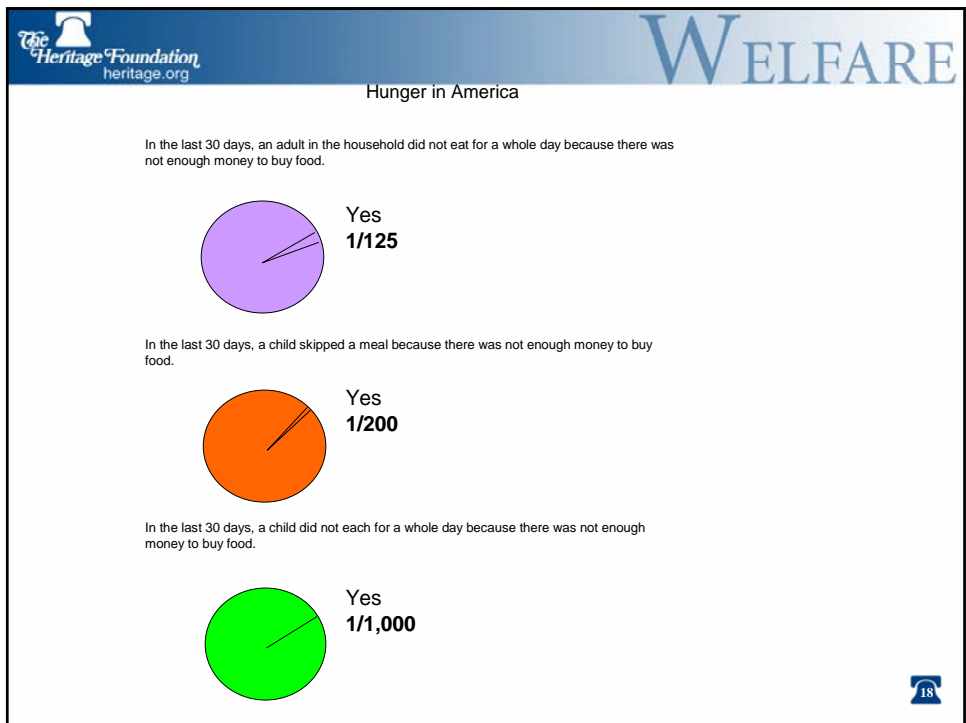 The
Heritage Foundation
heritage.org
WELFARE
Hunger in America
In the last 30 days, an adult in the household did not eat for a whole day because there was
not enough money to buy food.
Yes
1/125
In the last 30 days, a child skipped a meal because there was not enough money to buy
food.
Yes
1/200
In the last 30 days, a child did not each for a whole day because there was not enough
money to buy food.
Yes
1/1,000
18